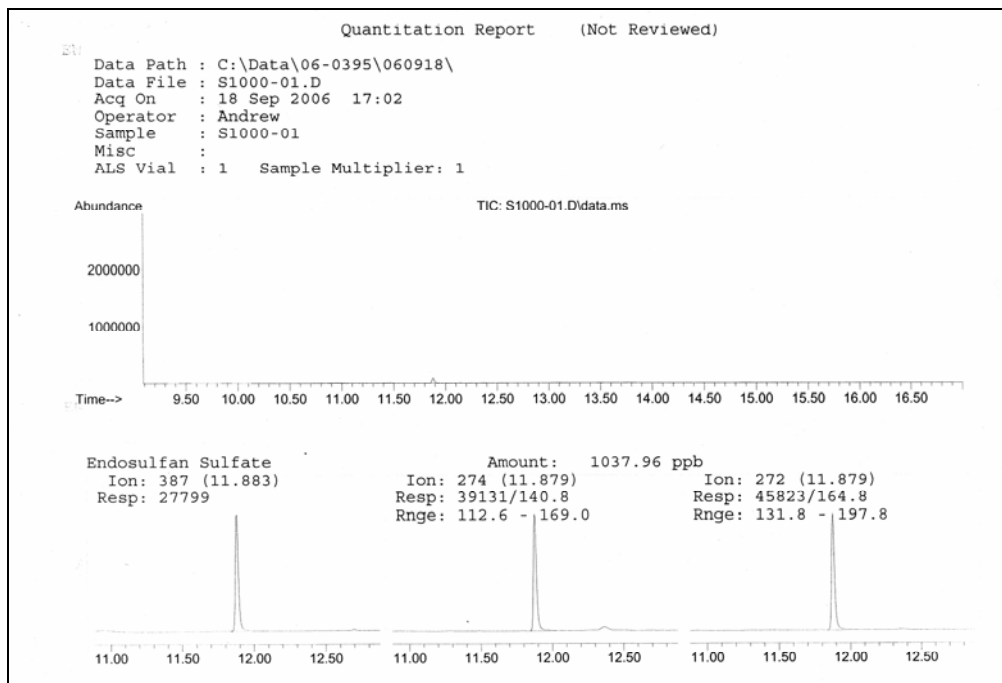 Quantitation Report (Not Reviewed)
Data Path : C:\Data\06-0395\060918\
Data File : S1000-01.D
Acq On : 18 Sep 2006 17:02
Operator : Andrew
Sample : S1000-01
Misc :
ALS Vial : 1 Sample Multiplier: 1
Abundance
TIC: S1000-01.D\data.ms
2000000
1000000
Time-->
9.50 10.00 10.50 11.00 11.50 12.00 12.50 13.00 13.50 14.00 14.50 15.00 15.50 16.00 16.50
Endosulfan Sulfate
Amount: 1037.96 ppb
Ion: 387 (11.883)
Resp: 27799
Ion: 274 (11.879)
Resp: 39131/140.8
Rnge: 112.6 - 169.0
Ion: 272 (11.879)
Resp: 45823/164.8
Rnge: 131.8 - 197.8
11.00 11.50 12.00 12.50
11.00 11.50 12.00 12.50
11.00 11.50 12.00 12.50